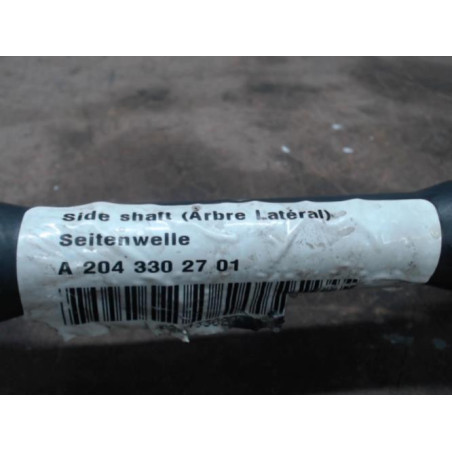 Side shaft (Arbre Latéral)
Seitenwelle
A 204 330 27 01